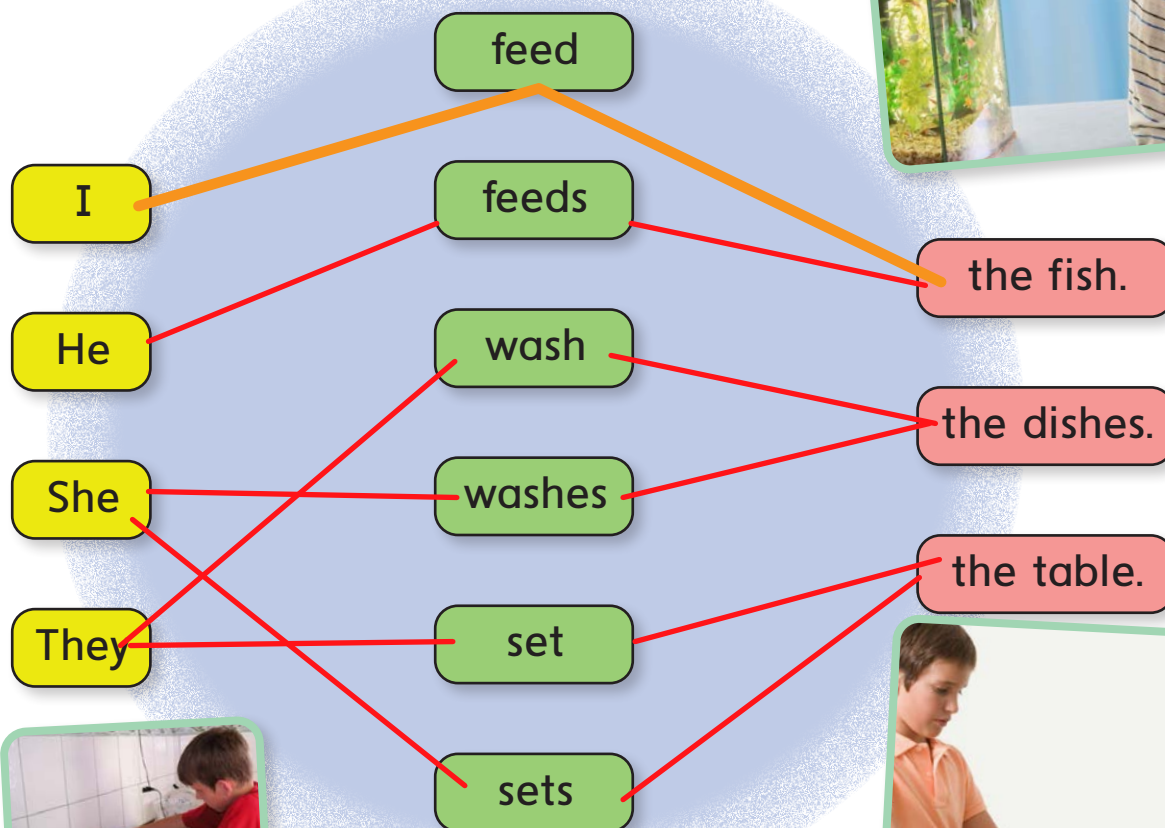 feed
I
feeds
the fish.
He
wash
the dishes.
She
washes
the table.
They
set
sets